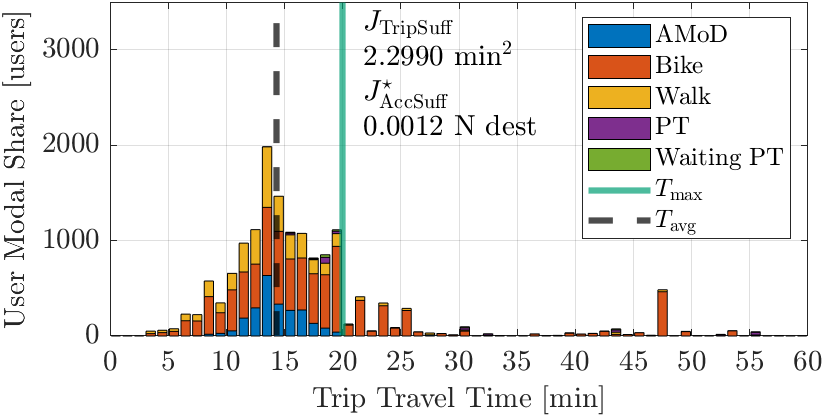 User Modal Share [users]
3000
2000
1000
0
J_TripSuff
2.2990 min²
J*_AccSuff
0.0012 N dest
AMoD
Bike
Walk
PT
Waiting PT
T_max
T_avg
0 5 10 15 20 25 30 35 40 45 50 55 60
Trip Travel Time [min]